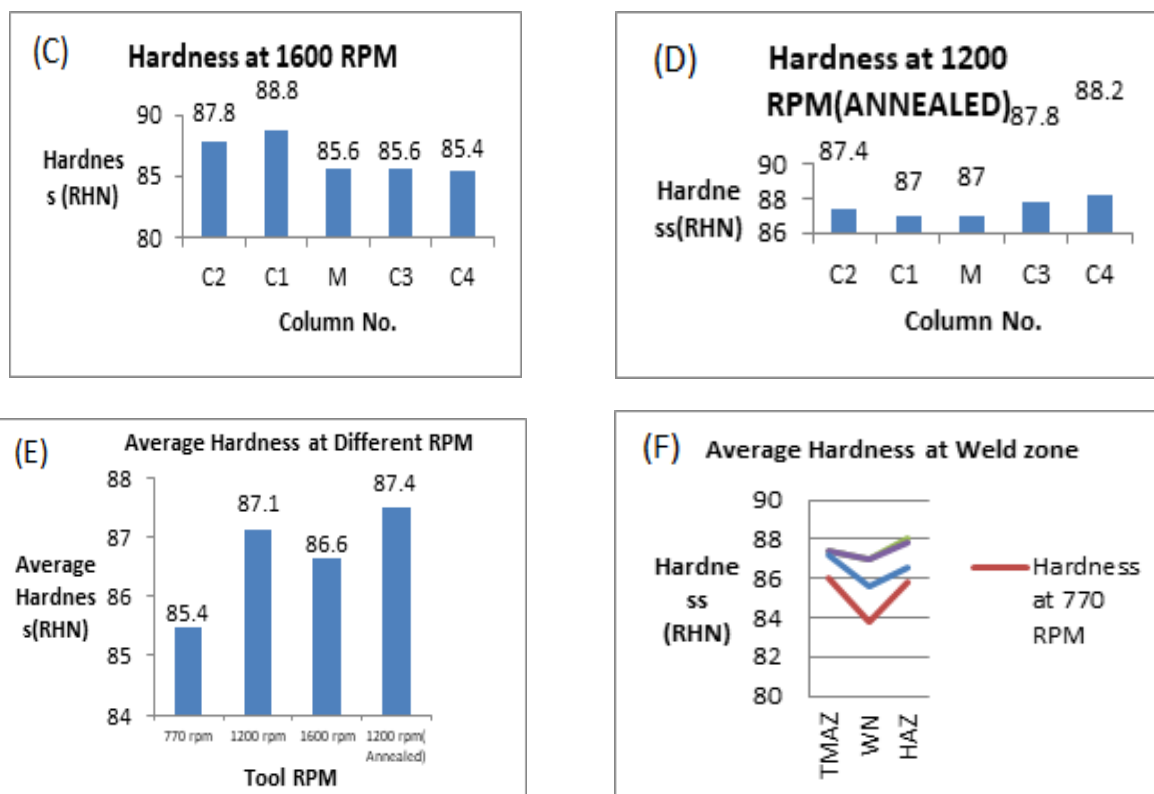 (C)
Hardness at 1600 RPM
87.8
88.8
85.6
85.6
85.4
90
85
80
Hardnes
s (RHN)
C2 C1 M C3 C4
Column No.
(D)
Hardness at 1200
RPM(ANNEALED)
87.4
87
87
87.8
88.2
90
88
86
Hardne
ss(RHN)
C2 C1 M C3 C4
Column No.
(E)
Average Hardness at Different RPM
88
87
86
85
84
85.4
87.1
86.6
87.4
Average
Hardnes
s(RHN)
770 rpm 1200 rpm 1600 rpm 1200 rpm(
Annealed)
Tool RPM
(F)
Average Hardness at Weld zone
90
88
86
84
82
80
Hardne
ss
(RHN)
TMAZ
WN
HAZ
Hardness
at 770
RPM